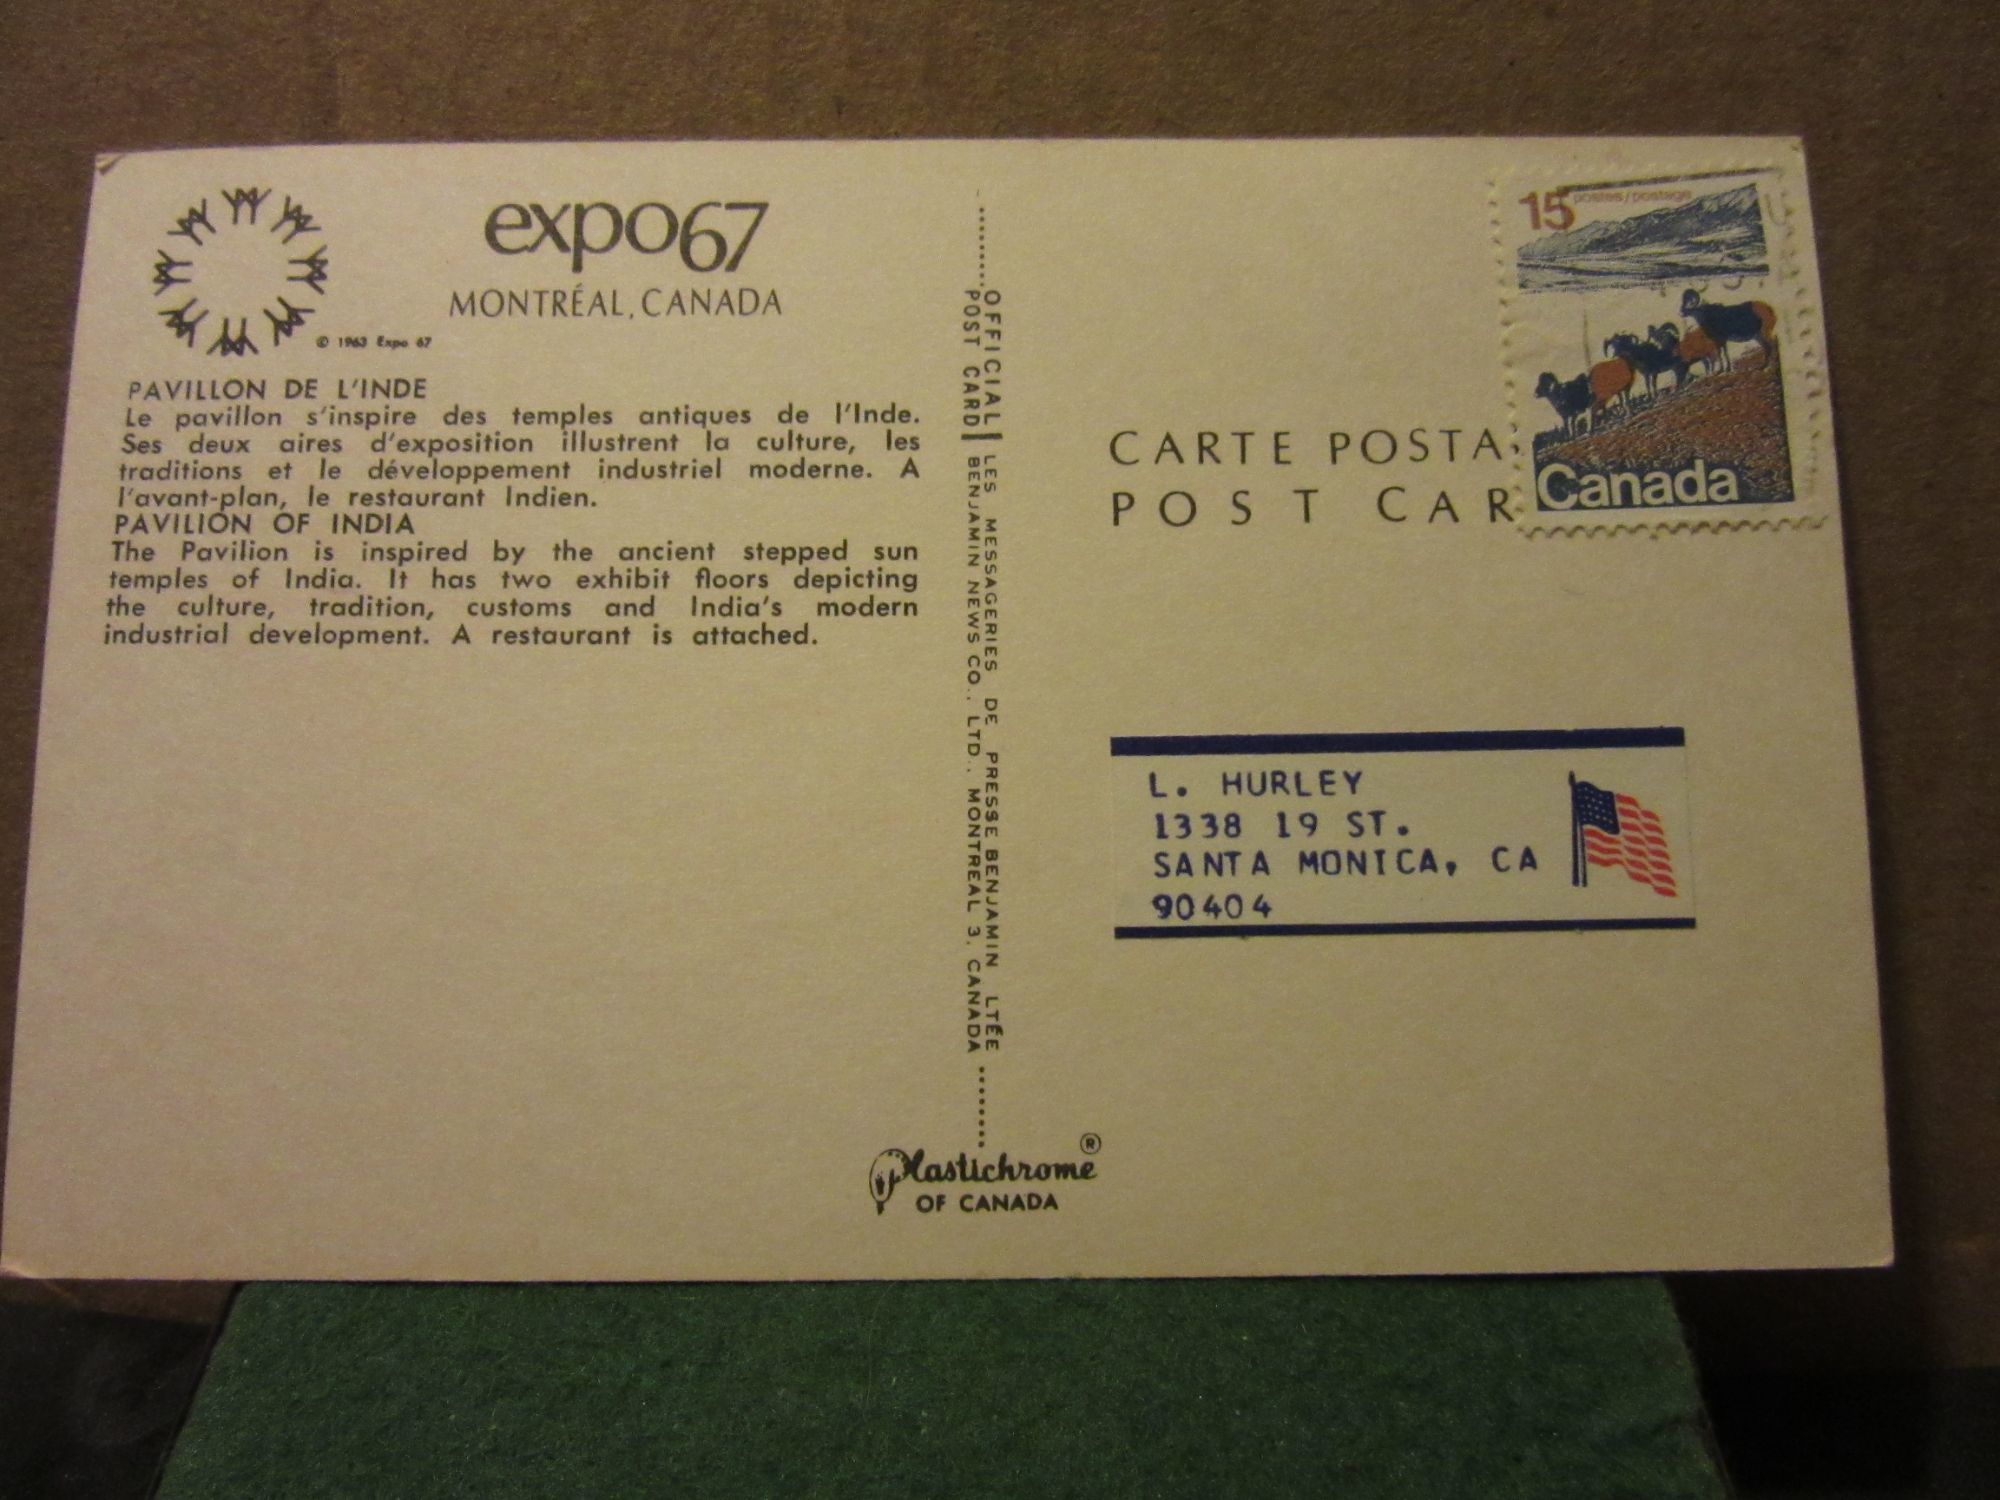 expo67
MONTRÉAL, CANADA
© 1963 Expo 67
PAVILLON DE L'INDE
Le pavillon s'inspire des temples antiques de l'Inde.
Ses deux aires d'exposition illustrent la culture, les
traditions et le développement industriel moderne. A
l'avant-plan, le restaurant Indien.
PAVILION OF INDIA
The Pavilion is inspired by the ancient stepped sun
temples of India. It has two exhibit floors depicting
the culture, tradition, customs and India's modern
industrial development. A restaurant is attached.
OFFICIAL LES MESSAGERIES DE PRESSE BENJAMIN LTÉE
POST CARD BENJAMIN NEWS CO., LTD., MONTREAL 3, CANADA
Plastichrome®
OF CANADA
15 postes/postage
Canada
CARTE POSTA
POST CAR
L. HURLEY
1338 19 ST.
SANTA MONICA, CA
90404